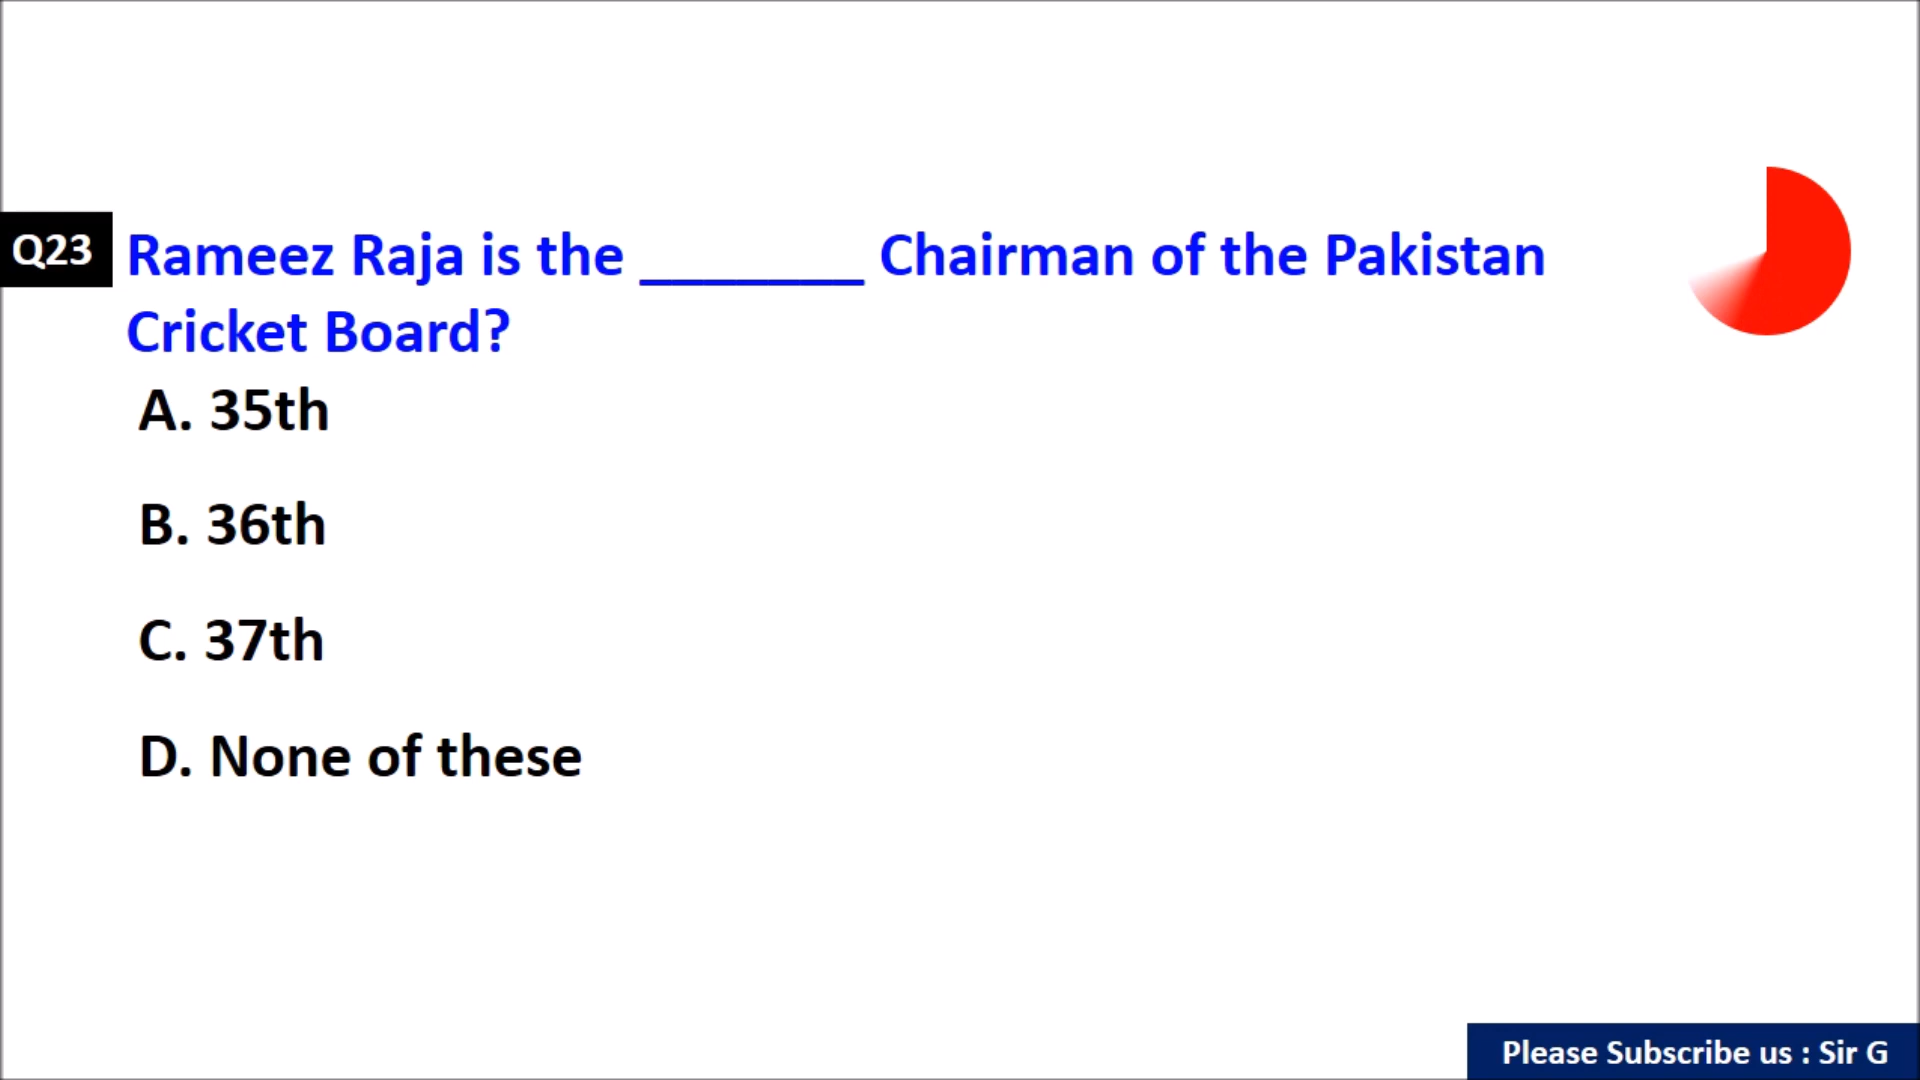 Q23 Rameez Raja is the _______ Chairman of the Pakistan
Cricket Board?
A. 35th
B. 36th
C. 37th
D. None of these
Please Subscribe us : Sir G